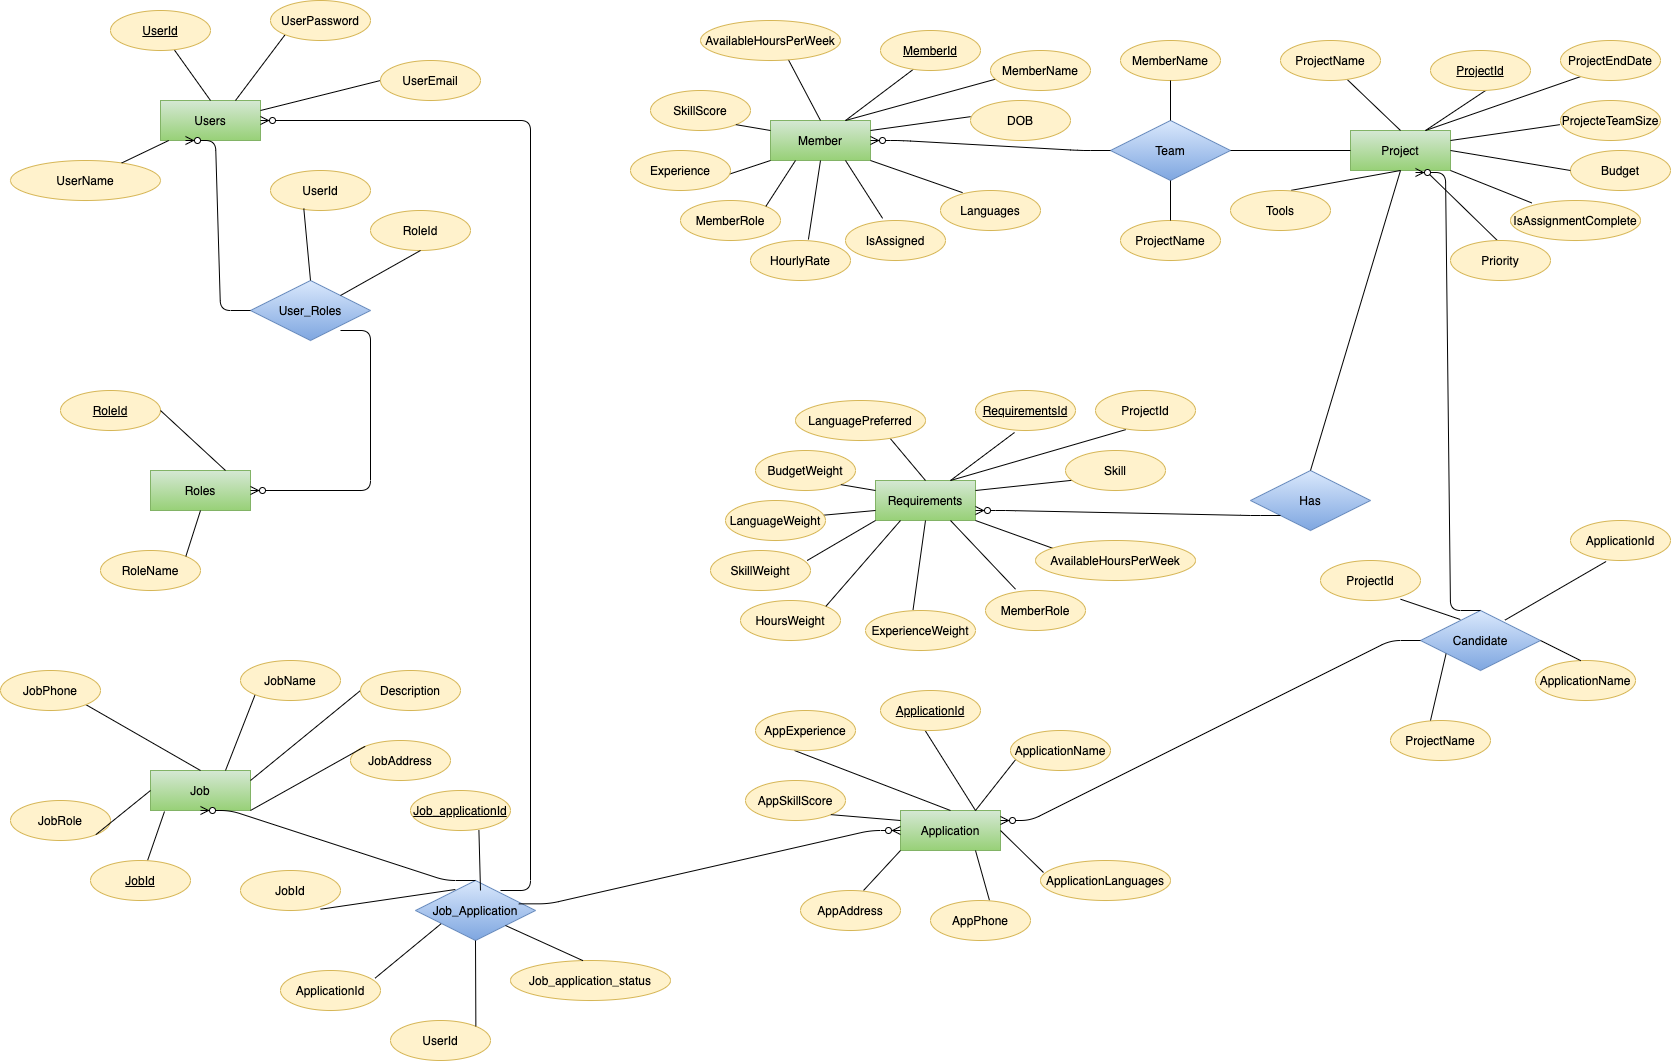 UserId
UserPassword
UserEmail
Users
UserName
UserId
RoleId
User_Roles
RoleId
Roles
RoleName
AvailableHoursPerWeek
MemberId
MemberName
SkillScore
DOB
Member
Experience
MemberRole
HourlyRate
IsAssigned
Languages
MemberName
Team
ProjectName
ProjectName
ProjectId
ProjectEndDate
ProjecteTeamSize
Project
Budget
Tools
IsAssignmentComplete
Priority
LanguagePreferred
RequirementsId
ProjectId
BudgetWeight
Skill
Requirements
LanguageWeight
SkillWeight
AvailableHoursPerWeek
HoursWeight
ExperienceWeight
MemberRole
Has
ApplicationId
ProjectId
Candidate
ApplicationName
ProjectName
JobPhone
JobName
Description
JobAddress
Job
JobRole
JobId
Job_applicationId
JobId
Job_Application
ApplicationId
Job_application_status
UserId
ApplicationId
AppExperience
ApplicationName
AppSkillScore
Application
ApplicationLanguages
AppAddress
AppPhone